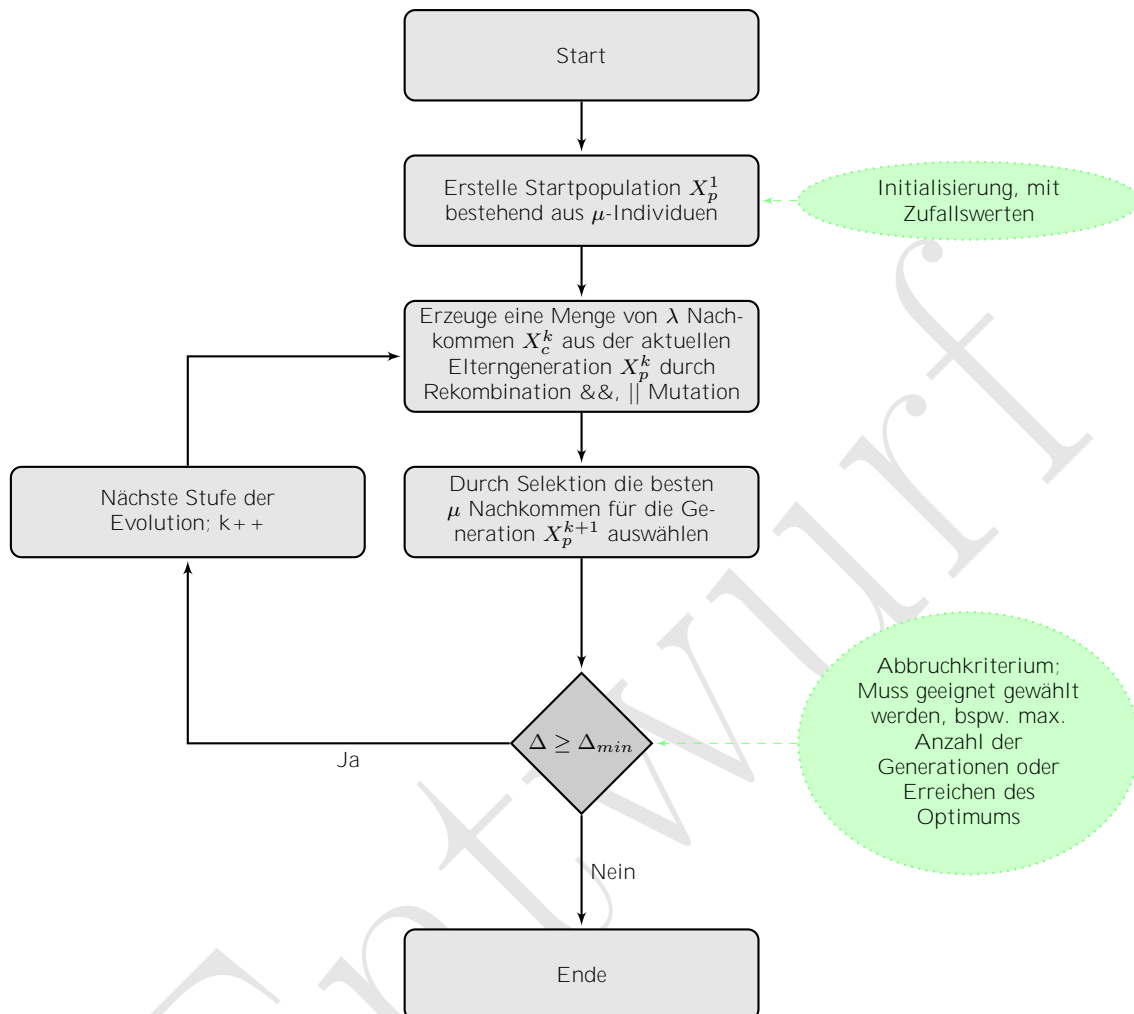 Start
Erstelle Startpopulation $X_p^1$
bestehend aus $\mu$-Individuen
Initialisierung, mit
Zufallswerten
Erzeuge eine Menge von $\lambda$ Nach-
kommen $X_c^k$ aus der aktuellen
Elterngeneration $X_p^k$ durch
Rekombination &&, || Mutation
Nächste Stufe der
Evolution; k++
Durch Selektion die besten
$\mu$ Nachkommen für die Ge-
neration $X_p^{k+1}$ auswählen
Abbruchkriterium;
Muss geeignet gewählt
werden, bspw. max.
Anzahl der
Generationen oder
Erreichen des
Optimums
$\Delta \geq \Delta_{min}$
Ja
Nein
Ende
Entwurf